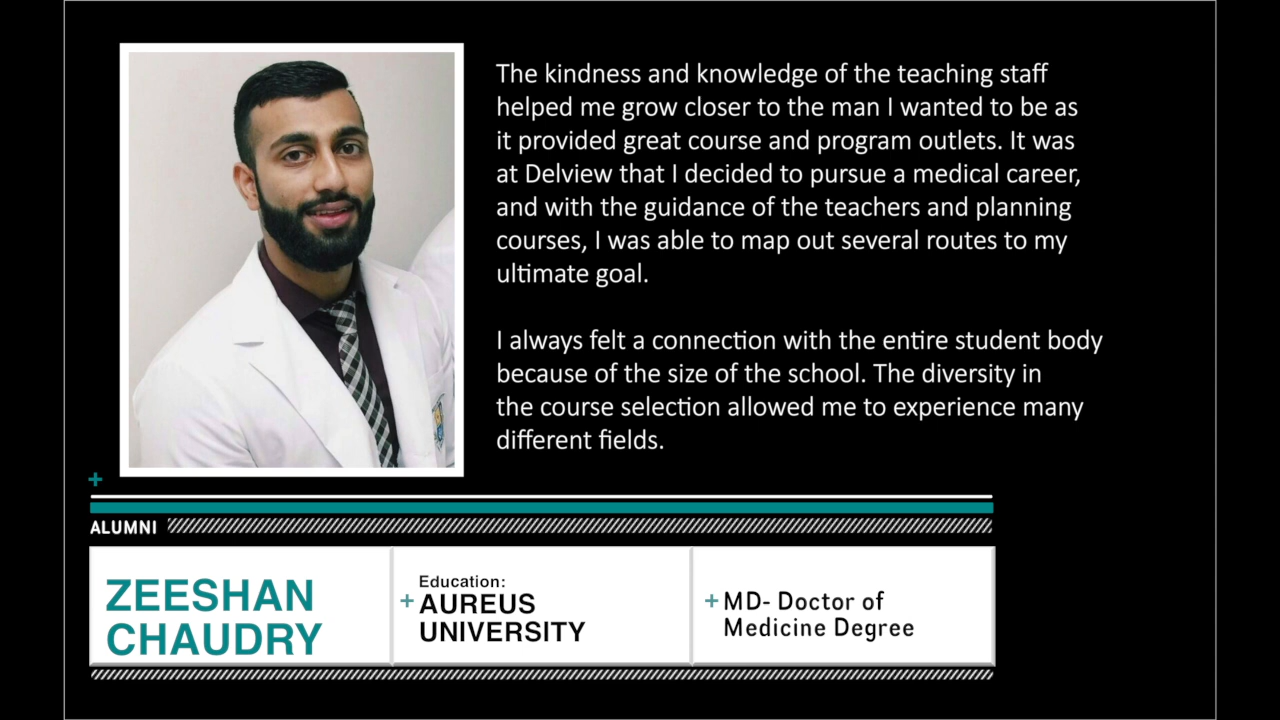 The kindness and knowledge of the teaching staff
helped me grow closer to the man I wanted to be as
it provided great course and program outlets. It was
at Delview that I decided to pursue a medical career,
and with the guidance of the teachers and planning
courses, I was able to map out several routes to my
ultimate goal.
I always felt a connection with the entire student body
because of the size of the school. The diversity in
the course selection allowed me to experience many
different fields.
ALUMNI
ZEESHAN
CHAUDRY
Education:
+ AUREUS
UNIVERSITY
+ MD- Doctor of
Medicine Degree